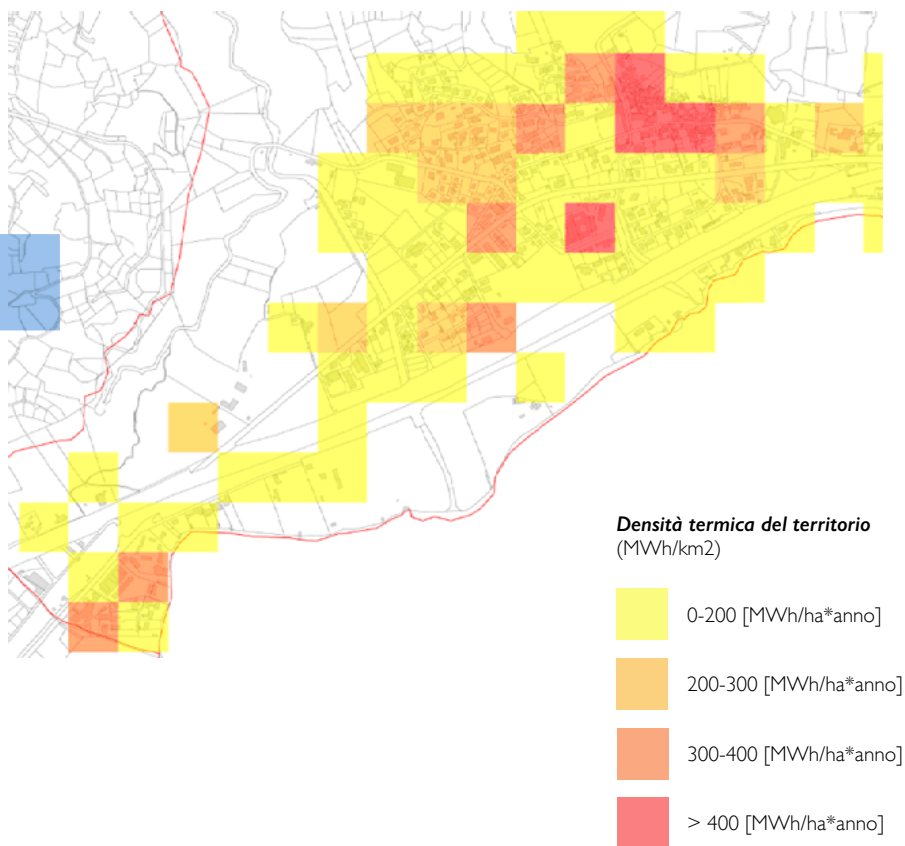 Densità termica del territorio
(MWh/km2)
0-200 [MWh/ha*anno]
200-300 [MWh/ha*anno]
300-400 [MWh/ha*anno]
> 400 [MWh/ha*anno]